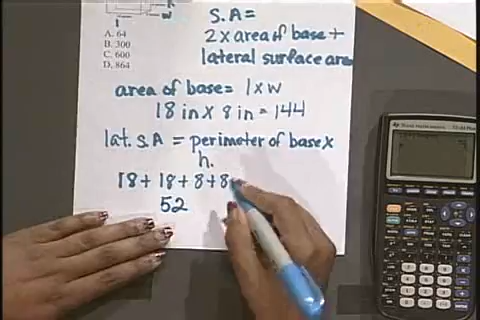 A. 64
B. 300
C. 600
D. 864
S.A=
2 x area of base +
lateral surface area
area of base = l x w
18 in x 8 in = 144
lat. S.A = perimeter of base x
h.
18 + 18 + 8 + 8
52